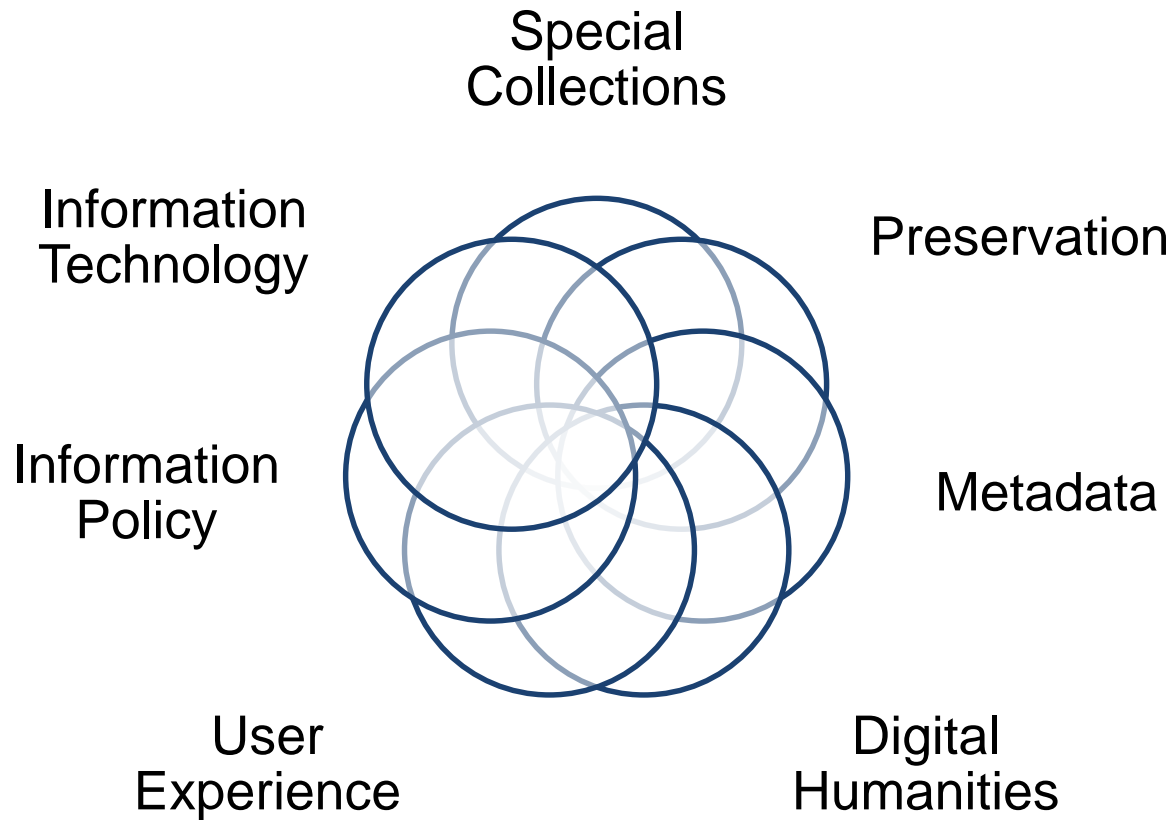 Special
Collections
Information
Technology
Preservation
Information
Policy
Metadata
User
Experience
Digital
Humanities